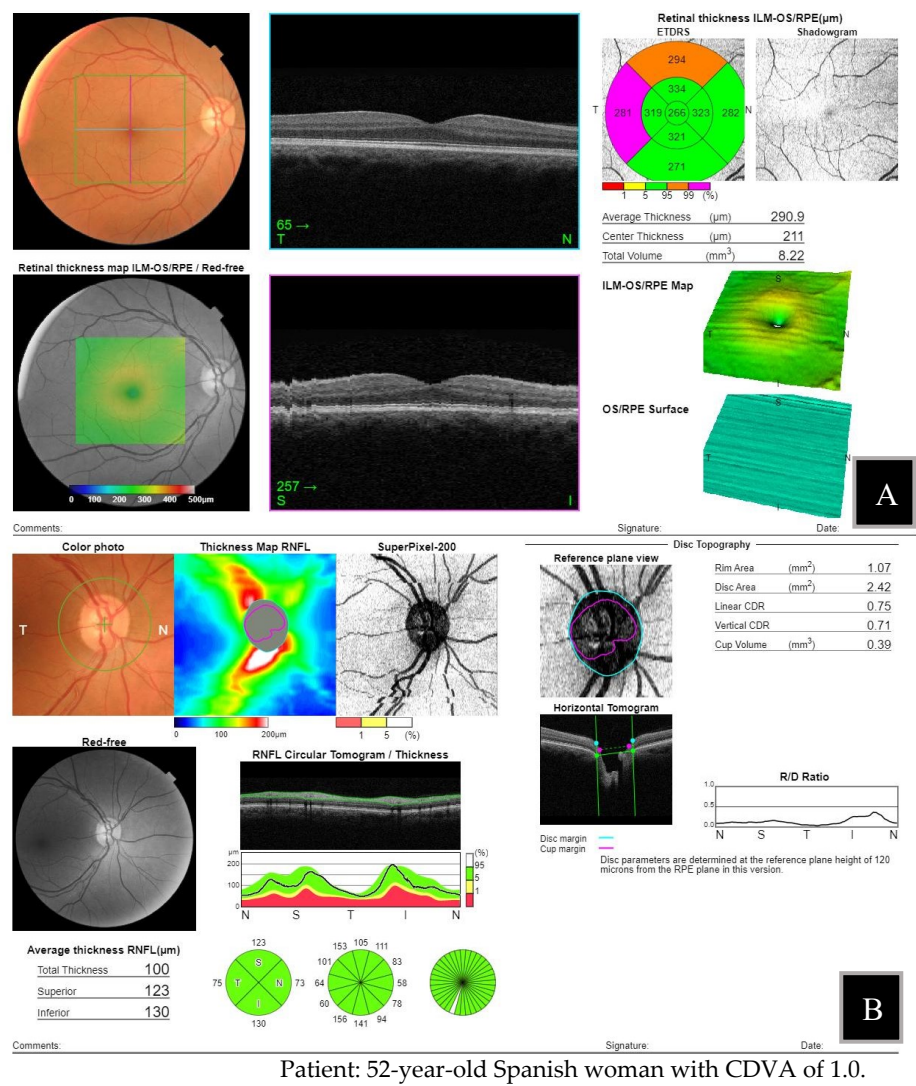 Retinal thickness ILM-OS/RPE(μm)
ETDRS
Shadowgram
294
334
T 281 319 266 323 282 N
321
271
1 5 95 99 (%)
65 →
T N
Average Thickness (μm) 290.9
Center Thickness (μm) 211
Total Volume (mm³) 8.22
Retinal thickness map ILM-OS/RPE / Red-free
0 100 200 300 400 500μm
257 →
S I
ILM-OS/RPE Map
S
T N
I
OS/RPE Surface
S
T N
I
A
Comments: Signature: Date:
Color photo
T N
Thickness Map RNFL
0 100 200μm
SuperPixel-200
1 5 (%)
Disc Topography
Reference plane view
Rim Area (mm²) 1.07
Disc Area (mm²) 2.42
Linear CDR 0.75
Vertical CDR 0.71
Cup Volume (mm³) 0.39
Horizontal Tomogram
Disc margin
Cup margin
R/D Ratio
1.0
0.5
0.0
N S T I N
Disc parameters are determined at the reference plane height of 120
microns from the RPE plane in this version.
Red-free
RNFL Circular Tomogram / Thickness
μm
200
100
0
N S T I N
(%)
95
5
1
Average thickness RNFL(μm)
Total Thickness 100
Superior 123
Inferior 130
123
S
75 T N 73
I
130
153 105 111
101 83
64 58
60 78
156 141 94
B
Comments: Signature: Date:
Patient: 52-year-old Spanish woman with CDVA of 1.0.